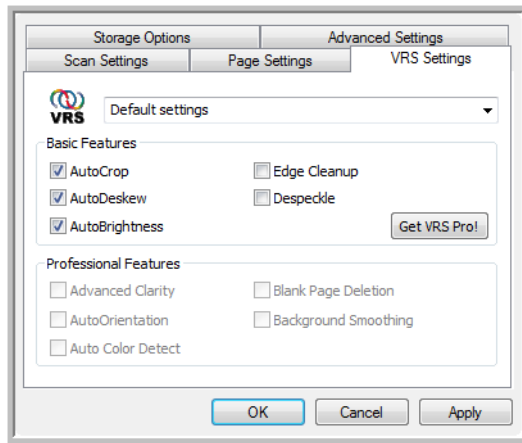 Storage Options Advanced Settings
Scan Settings Page Settings VRS Settings
VRS Default settings
Basic Features
AutoCrop Edge Cleanup
AutoDeskew Despeckle
AutoBrightness Get VRS Pro!
Professional Features
Advanced Clarity Blank Page Deletion
AutoOrientation Background Smoothing
Auto Color Detect
OK Cancel Apply